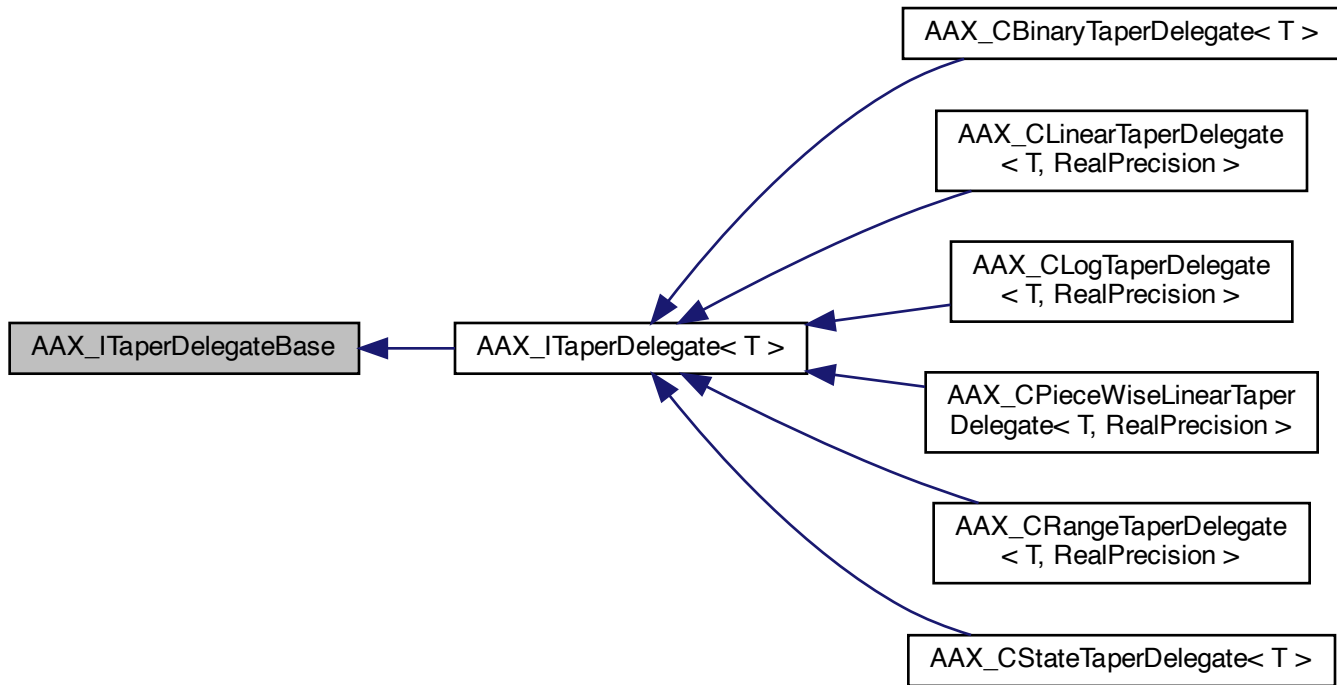 AAX_CBinaryTaperDelegate< T >
AAX_CLinearTaperDelegate
< T, RealPrecision >
AAX_CLogTaperDelegate
< T, RealPrecision >
AAX_ITaperDelegateBase
AAX_ITaperDelegate< T >
AAX_CPieceWiseLinearTaper
Delegate< T, RealPrecision >
AAX_CRangeTaperDelegate
< T, RealPrecision >
AAX_CStateTaperDelegate< T >